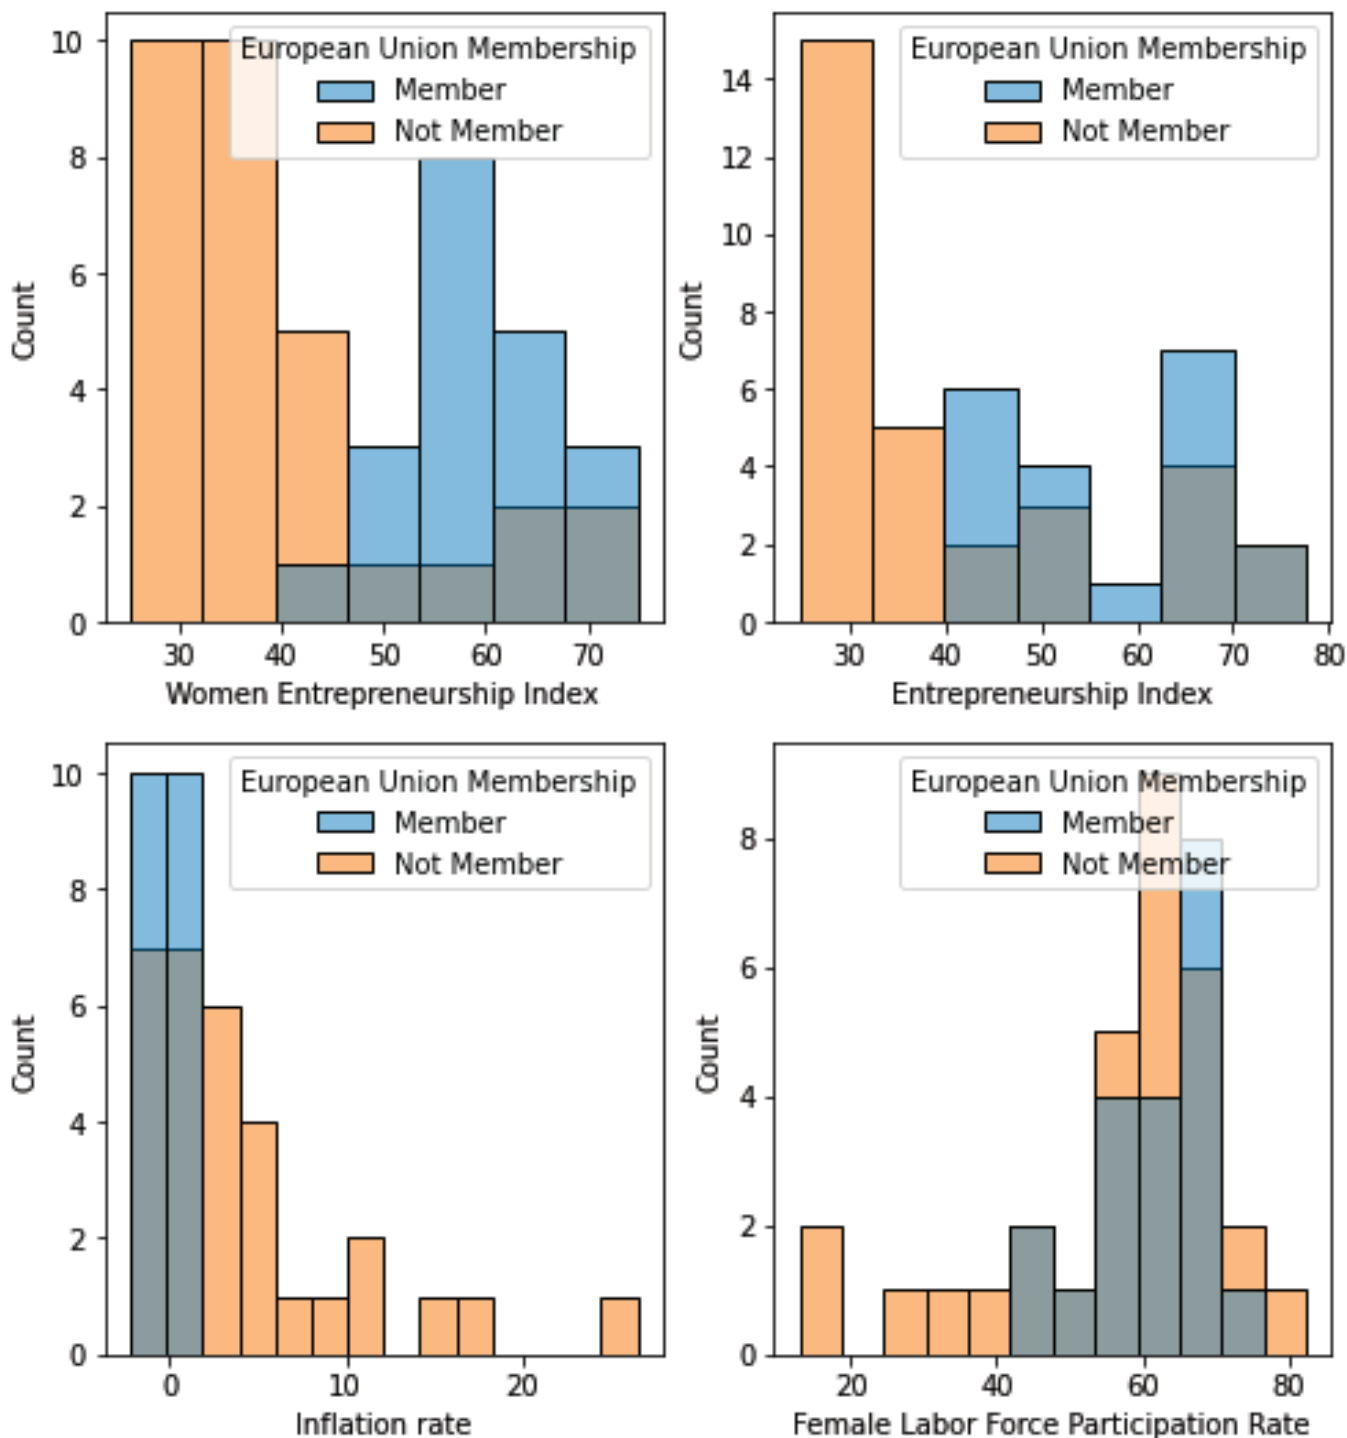 European Union Membership
Member
Not Member
10
8
6
4
2
0
Count
30 40 50 60 70
Women Entrepreneurship Index
European Union Membership
Member
Not Member
14
12
10
8
6
4
2
0
Count
30 40 50 60 70 80
Entrepreneurship Index
European Union Membership
Member
Not Member
10
8
6
4
2
0
Count
0 10 20
Inflation rate
European Union Membership
Member
Not Member
8
6
4
2
0
Count
20 40 60 80
Female Labor Force Participation Rate